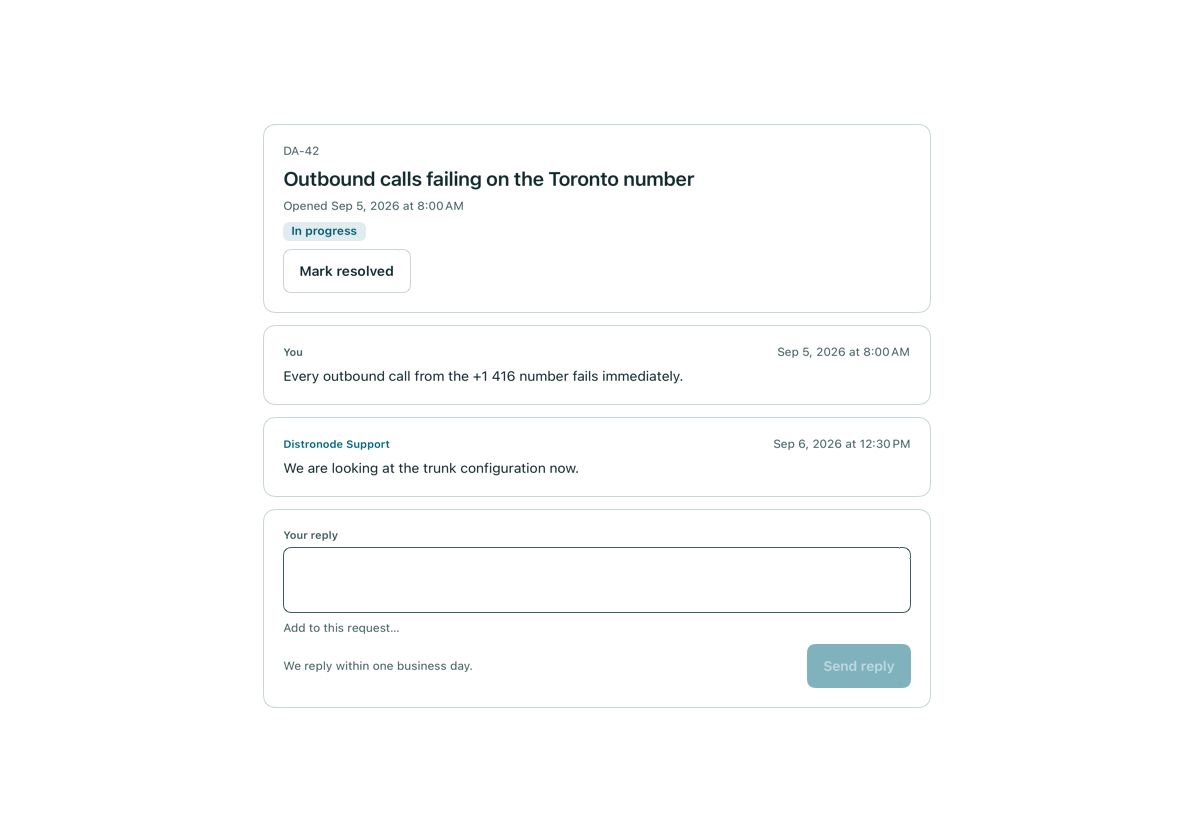 DA-42
Outbound calls failing on the Toronto number
Opened Sep 5, 2026 at 8:00 AM
In progress
Mark resolved
You
Sep 5, 2026 at 8:00 AM
Every outbound call from the +1 416 number fails immediately.
Distronode Support
Sep 6, 2026 at 12:30 PM
We are looking at the trunk configuration now.
Your reply
Add to this request...
We reply within one business day.
Send reply